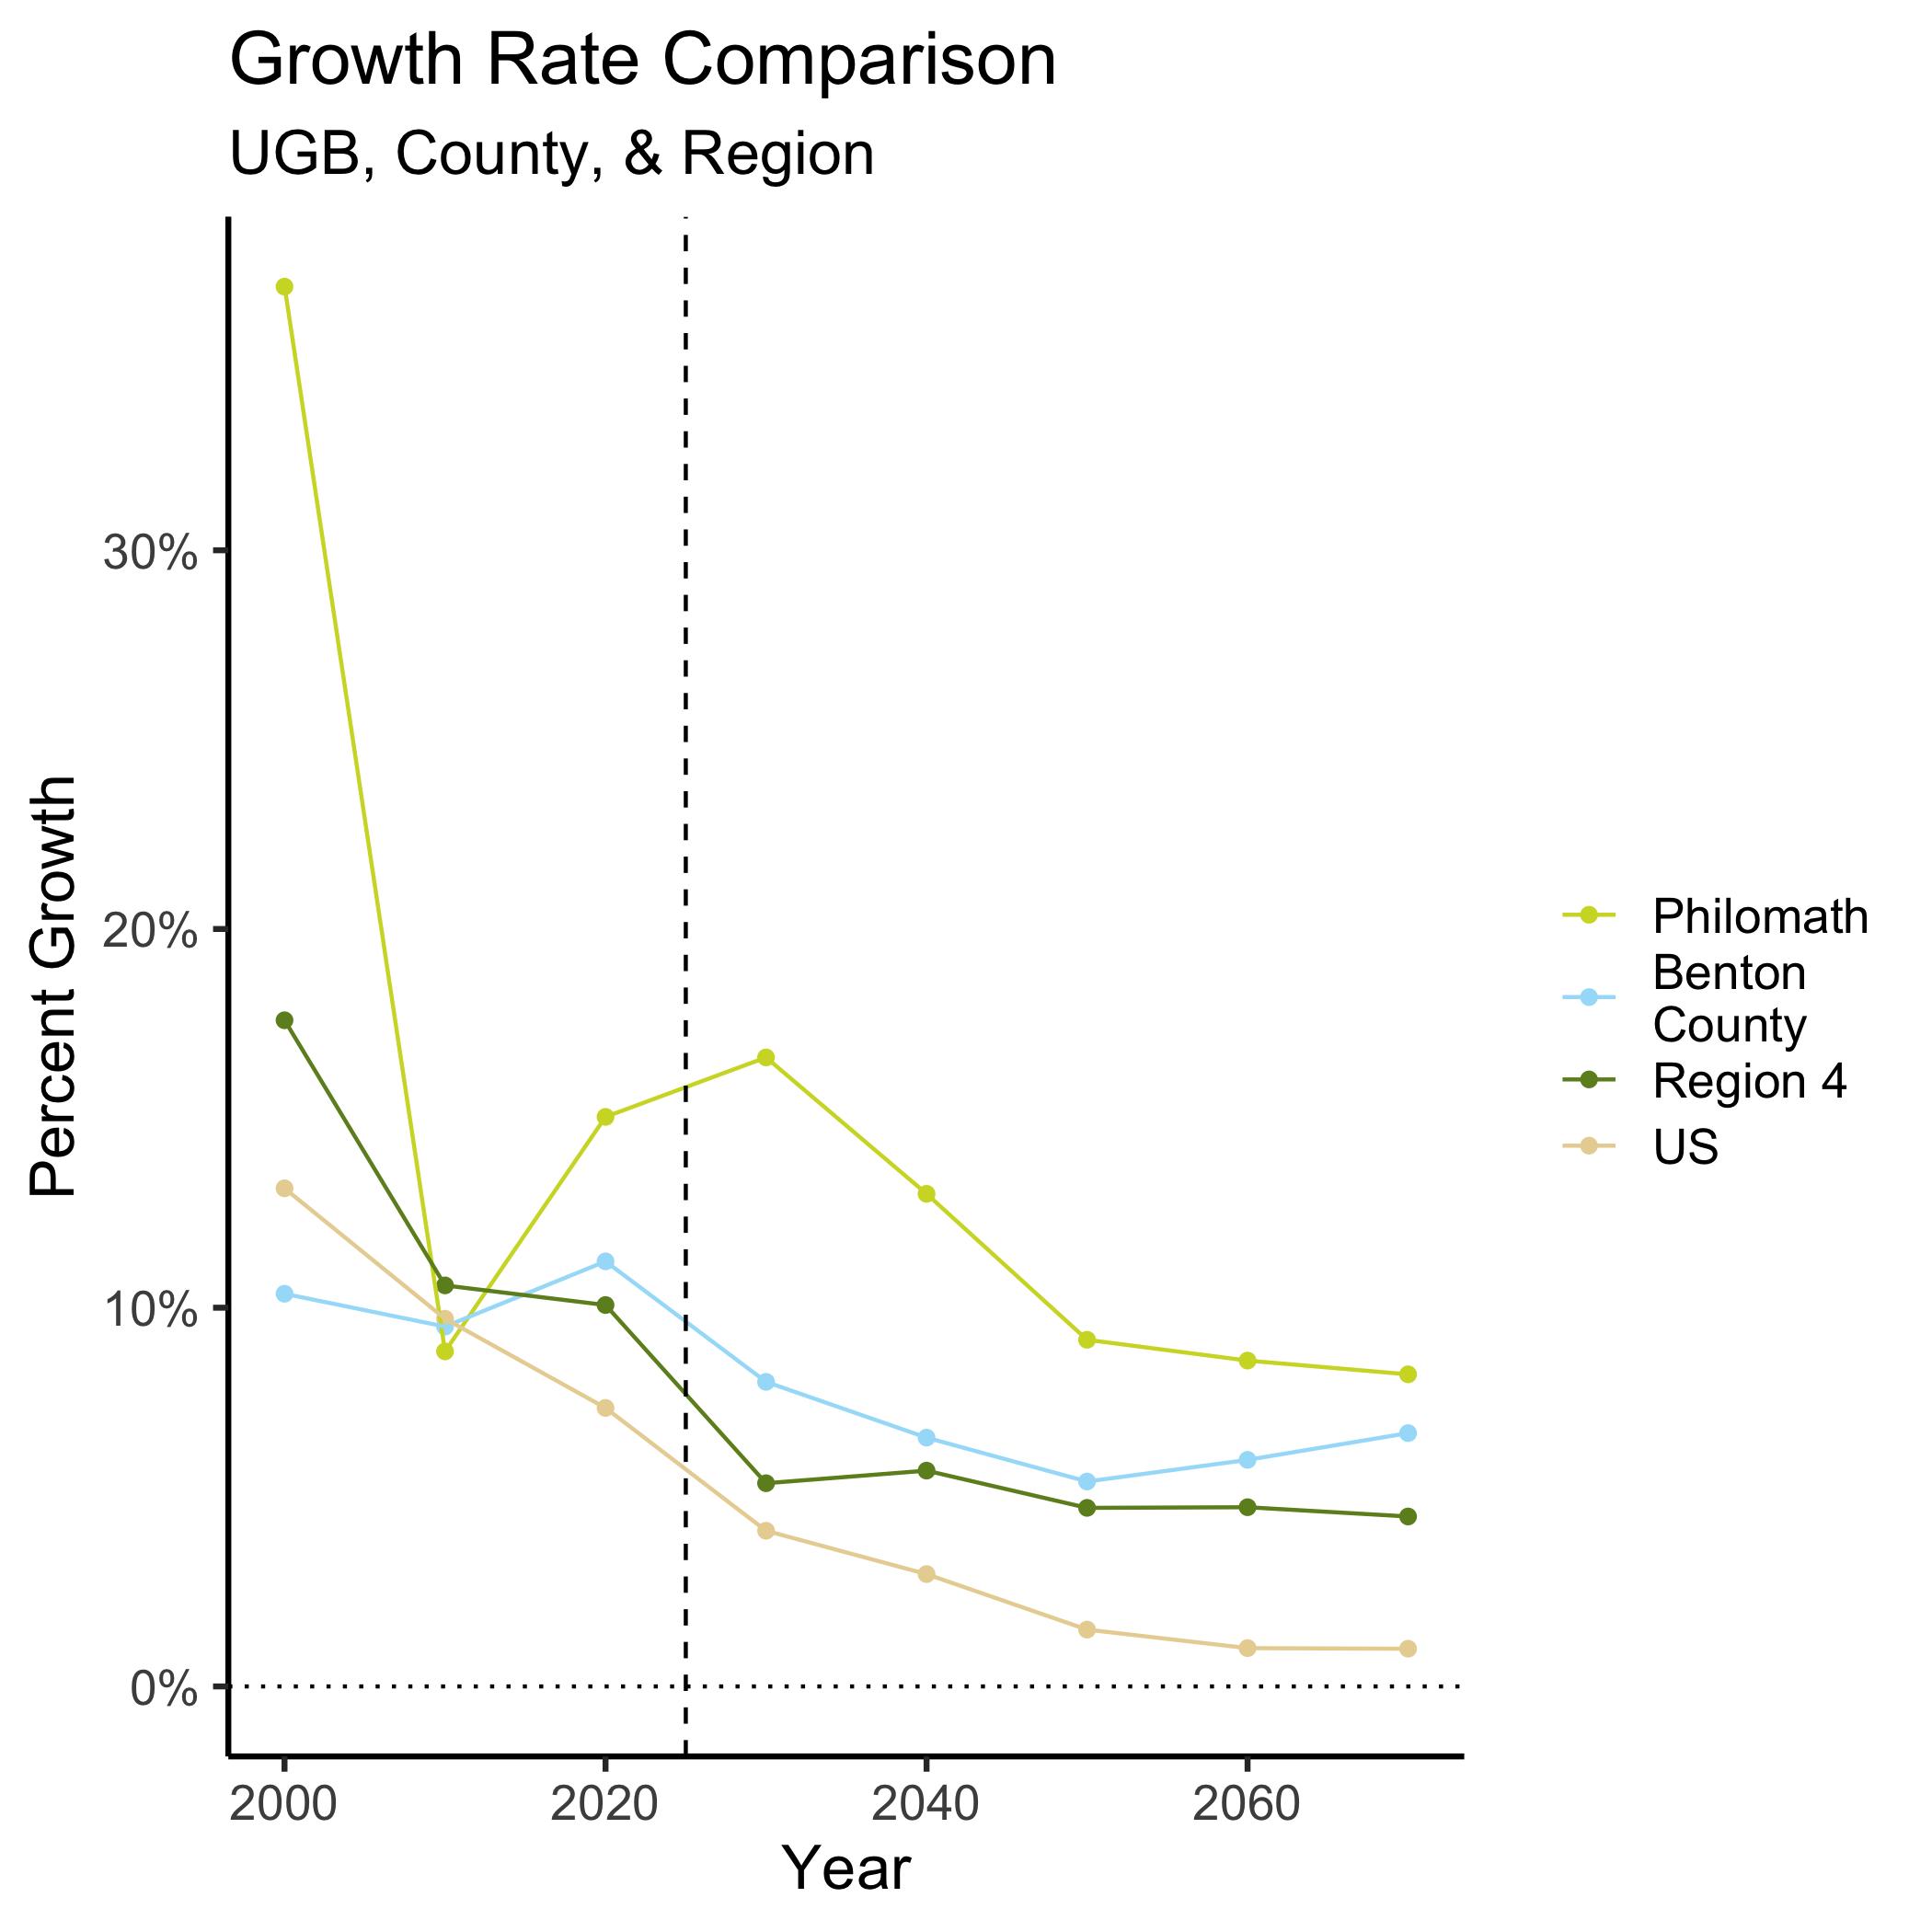 Growth Rate Comparison
UGB, County, & Region
Percent Growth
30%
20%
10%
0%
2000
2020
2040
2060
Year
Philomath
Benton
County
Region 4
US